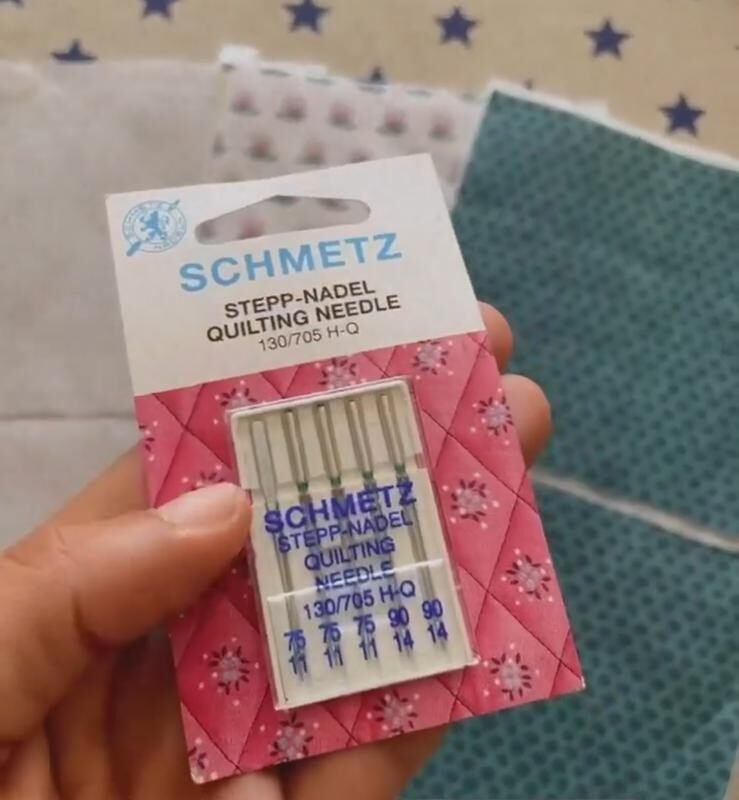 SCHMETZ
STEPP-NADEL
QUILTING NEEDLE
130/705 H-Q
SCHMETZ
STEPP-NADEL
QUILTING
NEEDLE
130/705 H-Q
75 75 75 90 90
11 11 11 14 14